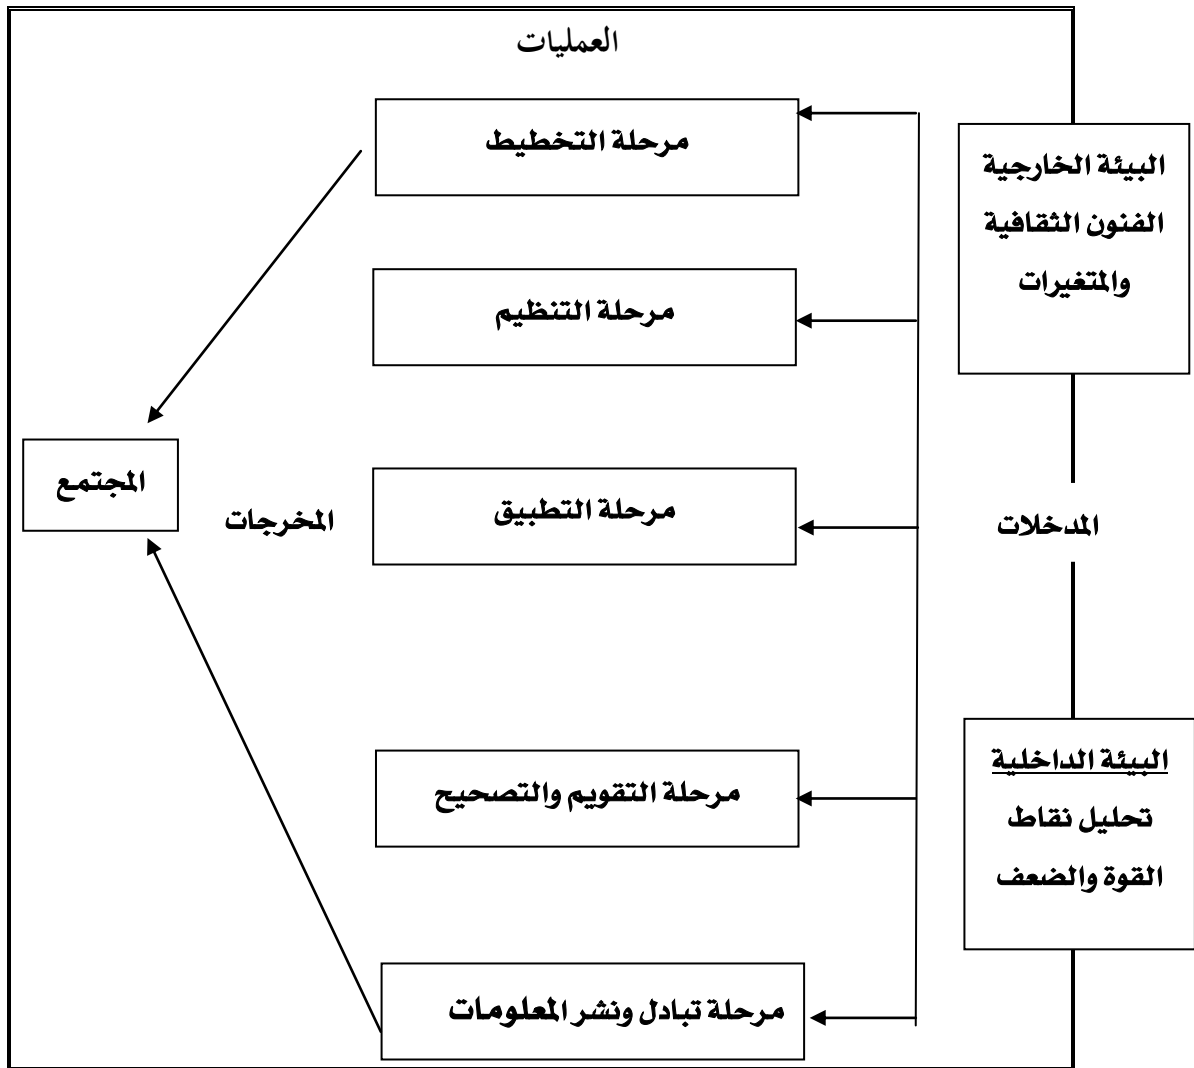 العمليات
مرحلة التخطيط
البيئة الخارجية
الفنون الثقافية
والمتغيرات
مرحلة التنظيم
المدخلات
مرحلة التطبيق
المخرجات
المجتمع
البيئة الداخلية
تحليل نقاط
القوة والضعف
مرحلة التقويم والتصحيح
مرحلة تبادل ونشر المعلومات